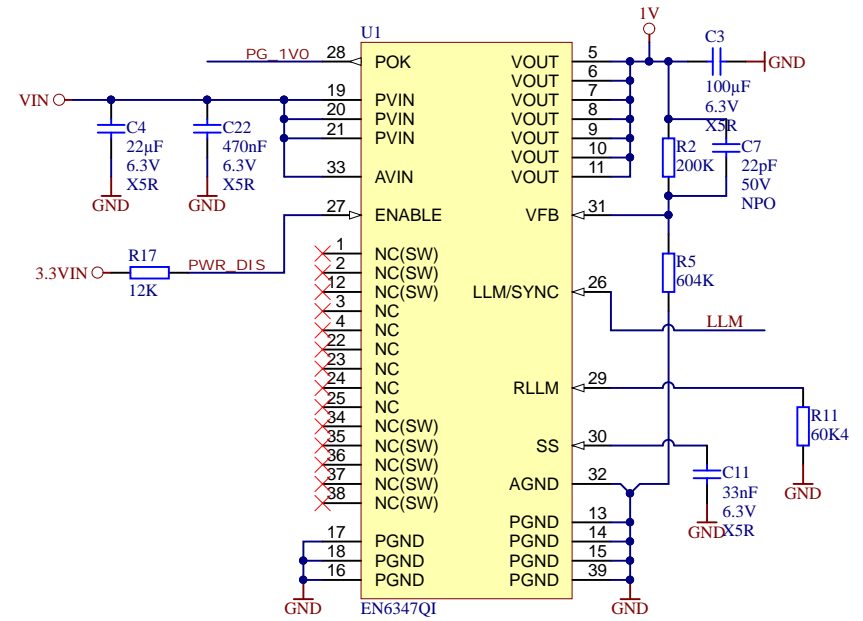 1V
U1
C3
PG_1V0 28 POK VOUT 5
GND
VOUT 6
VIN 19 PVIN VOUT 7
100µF
20 PVIN VOUT 8
6.3V
21 PVIN VOUT 9
X5R
C4
22µF
6.3V
X5R
GND
C22
470nF
6.3V
X5R
GND
VOUT 10
33 AVIN VOUT 11
R2
200K
C7
22pF
50V
NPO
27 ENABLE VFB 31
R17
3.3VIN PWR_DIS
12K
1 NC(SW)
2 NC(SW)
12 NC(SW) LLM/SYNC 26
R5
604K
3 NC
4 NC
LLM
22 NC
23 NC
24 NC RLLM 29
25 NC
R11
60K4
GND
34 NC(SW)
35 NC(SW) SS 30
36 NC(SW)
37 NC(SW) AGND 32
38 NC(SW)
C11
33nF
6.3V
X5R
GND
PGND 13
17 PGND PGND 14
18 PGND PGND 15
16 PGND PGND 39
GND
EN6347QI
GND